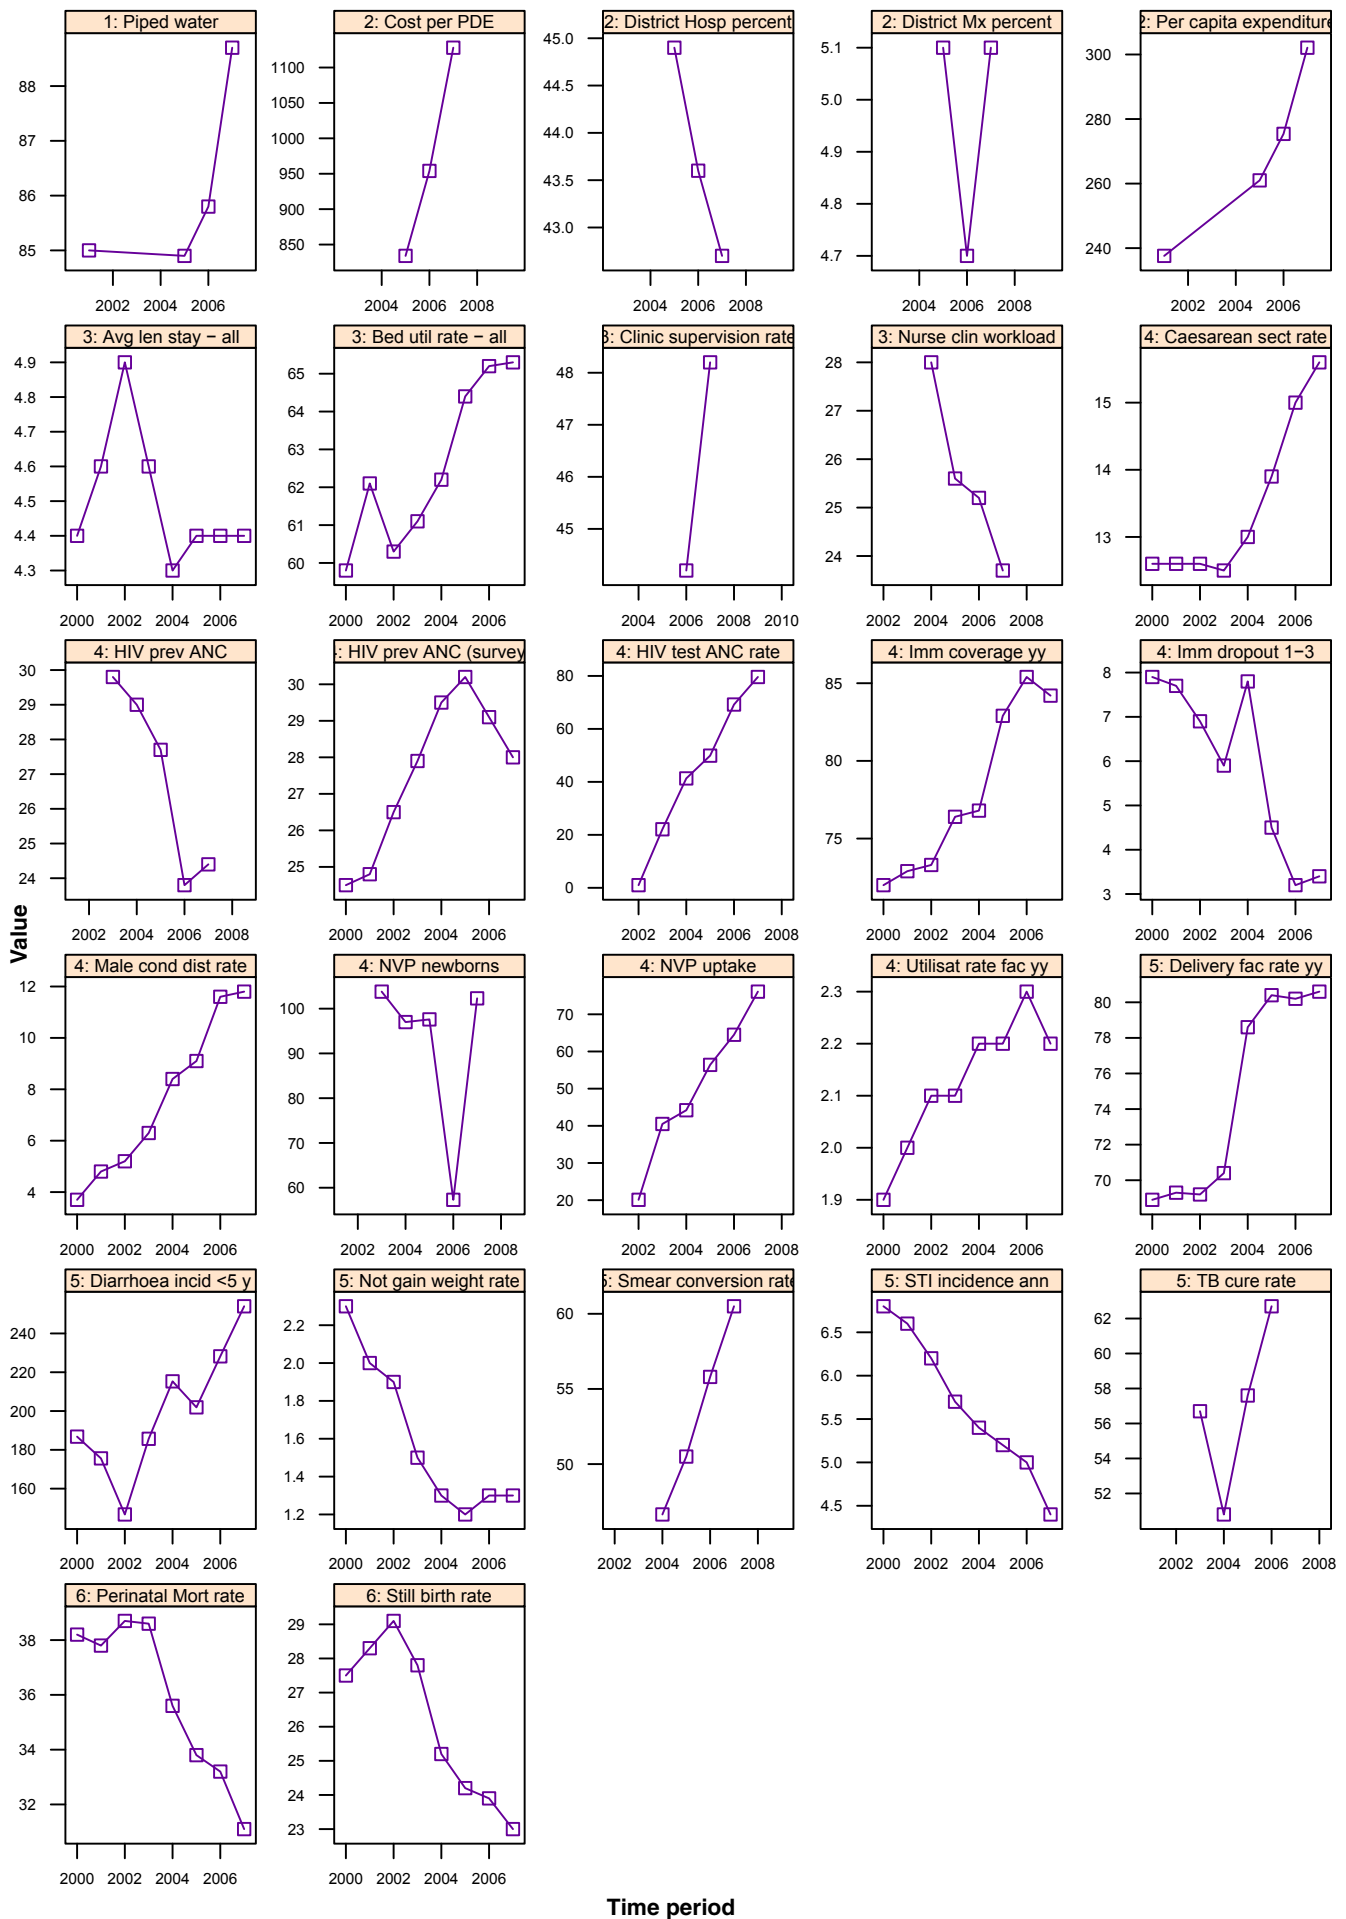 1: Piped water
2: Cost per PDE
2: District Hosp percent
2: District Mx percent
2: Per capita expenditure
88
87
86
85
2002 2004 2006
1100
1050
1000
950
900
850
2004 2006 2008
45.0
44.5
44.0
43.5
43.0
2004 2006 2008
5.1
5.0
4.9
4.8
4.7
2004 2006 2008
300
280
260
240
2002 2004 2006
3: Avg len stay − all
3: Bed util rate − all
3: Clinic supervision rate
3: Nurse clin workload
4: Caesarean sect rate
4.9
4.8
4.7
4.6
4.5
4.4
4.3
2000 2002 2004 2006
65
64
63
62
61
60
2000 2002 2004 2006
48
47
46
45
2004 2006 2008 2010
28
27
26
25
24
2002 2004 2006 2008
15
14
13
2000 2002 2004 2006
4: HIV prev ANC
: HIV prev ANC (survey
4: HIV test ANC rate
4: Imm coverage yy
4: Imm dropout 1−3
30
29
28
27
26
25
24
2002 2004 2006 2008
30
29
28
27
26
25
2000 2002 2004 2006
80
60
40
20
0
2002 2004 2006 2008
85
80
75
2000 2002 2004 2006
8
7
6
5
4
3
2000 2002 2004 2006
Value
4: Male cond dist rate
4: NVP newborns
4: NVP uptake
4: Utilisat rate fac yy
5: Delivery fac rate yy
12
10
8
6
4
2000 2002 2004 2006
100
90
80
70
60
2002 2004 2006 2008
70
60
50
40
30
20
2002 2004 2006 2008
2.3
2.2
2.1
2.0
1.9
2000 2002 2004 2006
80
78
76
74
72
70
2000 2002 2004 2006
5: Diarrhoea incid <5 y
5: Not gain weight rate
5: Smear conversion rate
5: STI incidence ann
5: TB cure rate
240
220
200
180
160
2000 2002 2004 2006
2.2
2.0
1.8
1.6
1.4
1.2
2000 2002 2004 2006
60
55
50
2002 2004 2006 2008
6.5
6.0
5.5
5.0
4.5
2000 2002 2004 2006
62
60
58
56
54
52
2002 2004 2006 2008
6: Perinatal Mort rate
6: Still birth rate
38
36
34
32
2000 2002 2004 2006
29
28
27
26
25
24
23
2000 2002 2004 2006
Time period